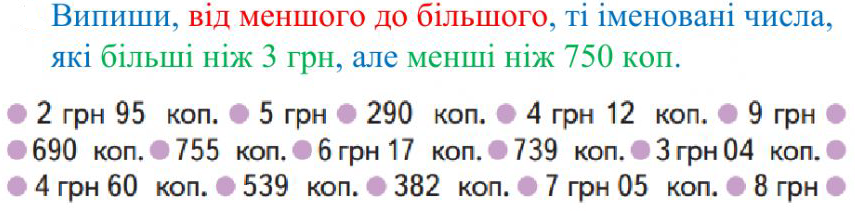 Випиши, від меншого до більшого, ті іменовані числа,
які більші ніж 3 грн, але менші ніж 750 коп.
● 2 грн 95 коп. ● 5 грн ● 290 коп. ● 4 грн 12 коп. ● 9 грн ●
● 690 коп. ● 755 коп. ● 6 грн 17 коп. ● 739 коп. ● 3 грн 04 коп. ●
● 4 грн 60 коп. ● 539 коп. ● 382 коп. ● 7 грн 05 коп. ● 8 грн ●